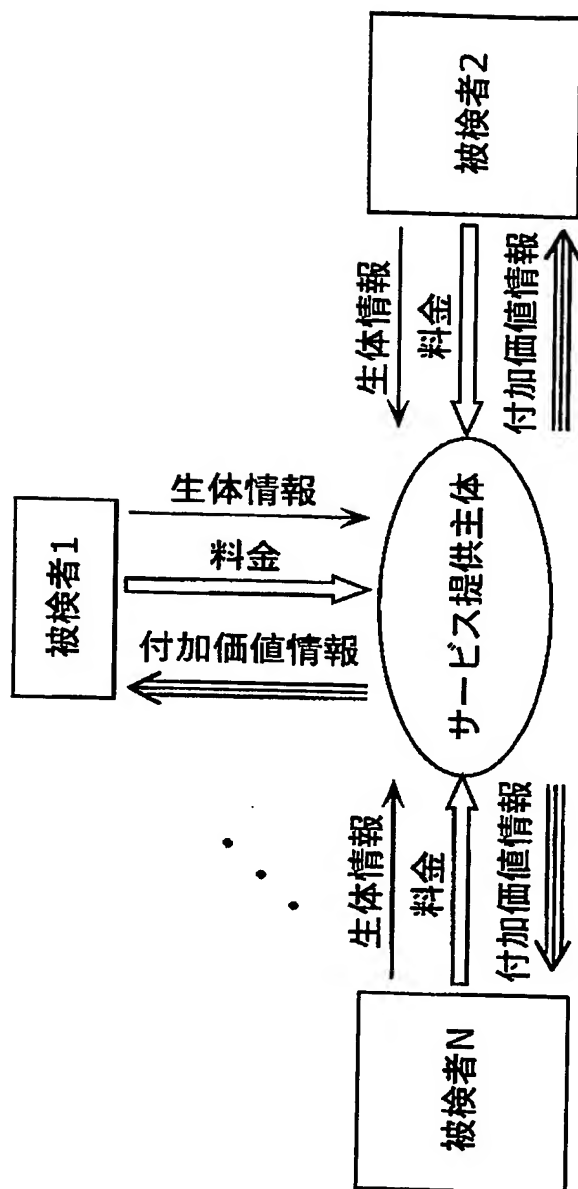 被検者1
生体情報
料金
付加価値情報
サービス提供主体
生体情報
料金
付加価値情報
被検者2
生体情報
料金
付加価値情報
被検者N